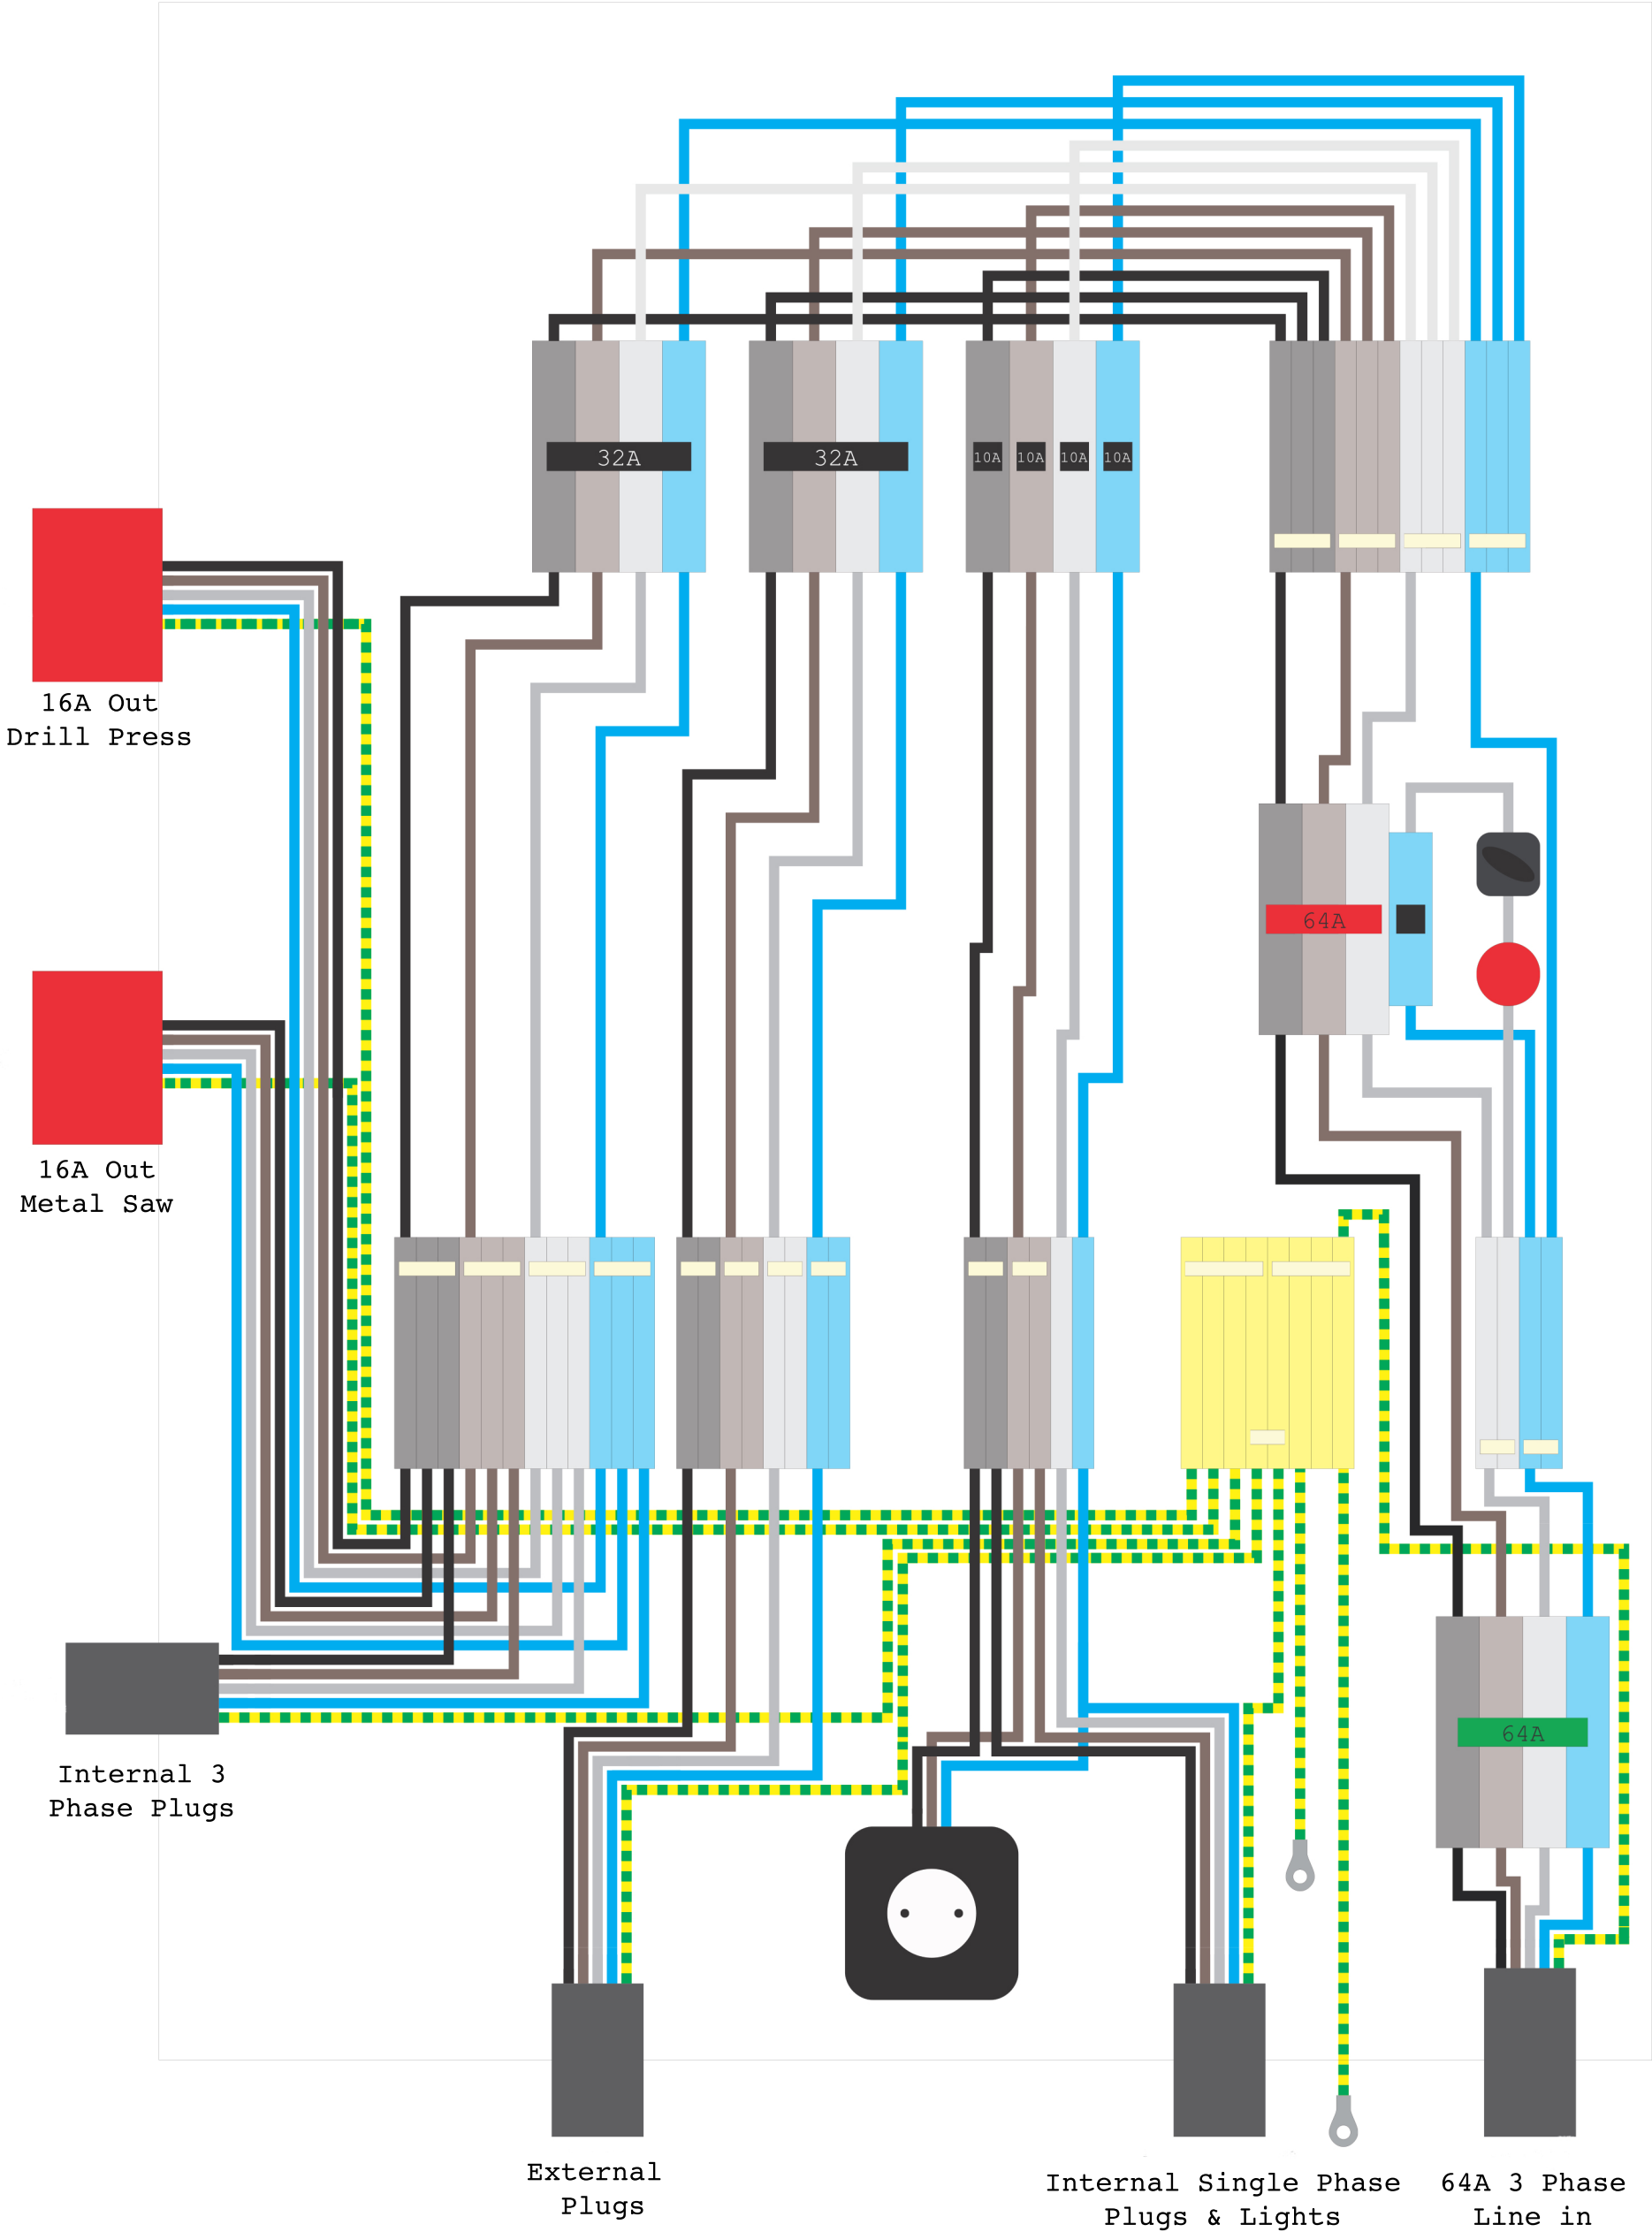 32A
32A
10A
10A
10A
10A
16A Out
Drill Press
64A
16A Out
Metal Saw
64A
Internal 3
Phase Plugs
External
Plugs
Internal Single Phase
Plugs & Lights
64A 3 Phase
Line in